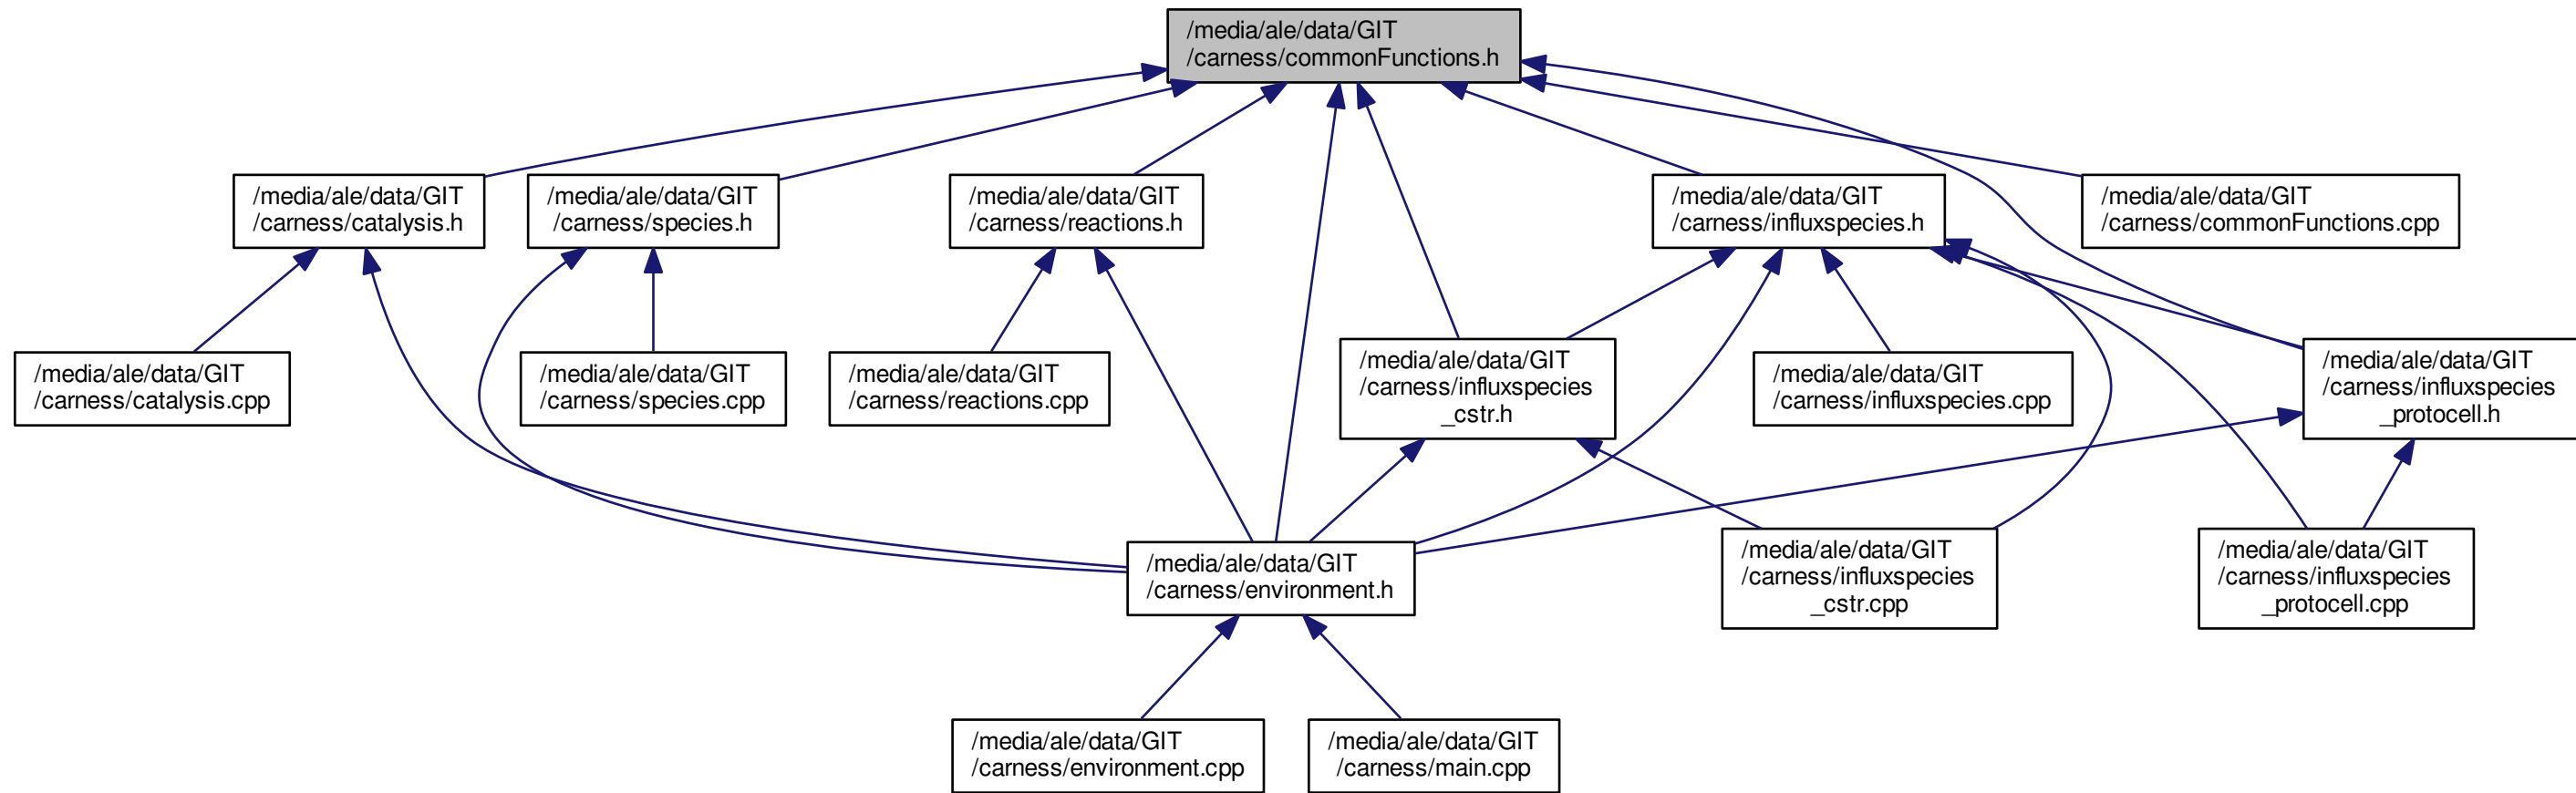 /media/ale/data/GIT
/carness/commonFunctions.h
/media/ale/data/GIT
/carness/catalysis.h
/media/ale/data/GIT
/carness/species.h
/media/ale/data/GIT
/carness/reactions.h
/media/ale/data/GIT
/carness/influxspecies.h
/media/ale/data/GIT
/carness/commonFunctions.cpp
/media/ale/data/GIT
/carness/catalysis.cpp
/media/ale/data/GIT
/carness/species.cpp
/media/ale/data/GIT
/carness/reactions.cpp
/media/ale/data/GIT
/carness/influxspecies
_cstr.h
/media/ale/data/GIT
/carness/influxspecies.cpp
/media/ale/data/GIT
/carness/influxspecies
_protocell.h
/media/ale/data/GIT
/carness/environment.h
/media/ale/data/GIT
/carness/influxspecies
_cstr.cpp
/media/ale/data/GIT
/carness/influxspecies
_protocell.cpp
/media/ale/data/GIT
/carness/environment.cpp
/media/ale/data/GIT
/carness/main.cpp